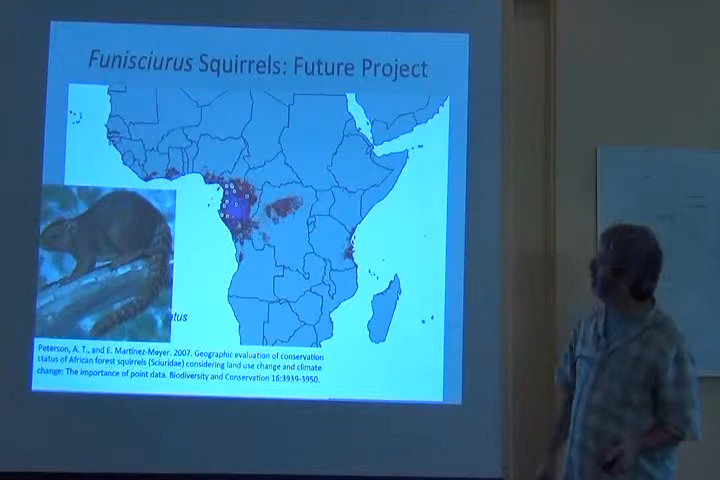 Funisciurus Squirrels: Future Project
atus
Peterson, A. T., and E. Martínez-Meyer. 2007. Geographic evaluation of conservation
status of African forest squirrels (Sciuridae) considering land use change and climate
change: The importance of point data. Biodiversity and Conservation 16:3939-3950.